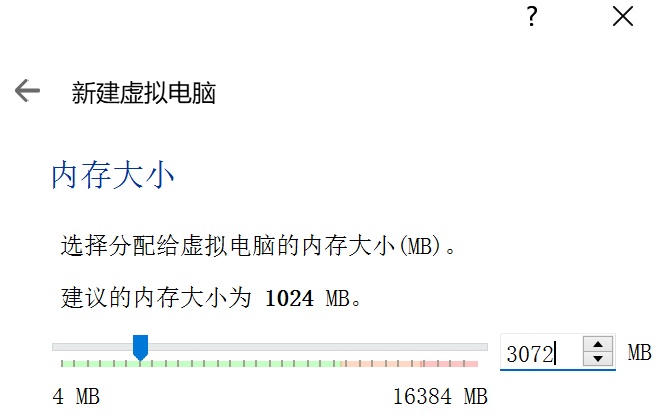 ?
新建虚拟电脑
内存大小
选择分配给虚拟电脑的内存大小(MB)。
建议的内存大小为 1024 MB。
3072 MB
4 MB 16384 MB